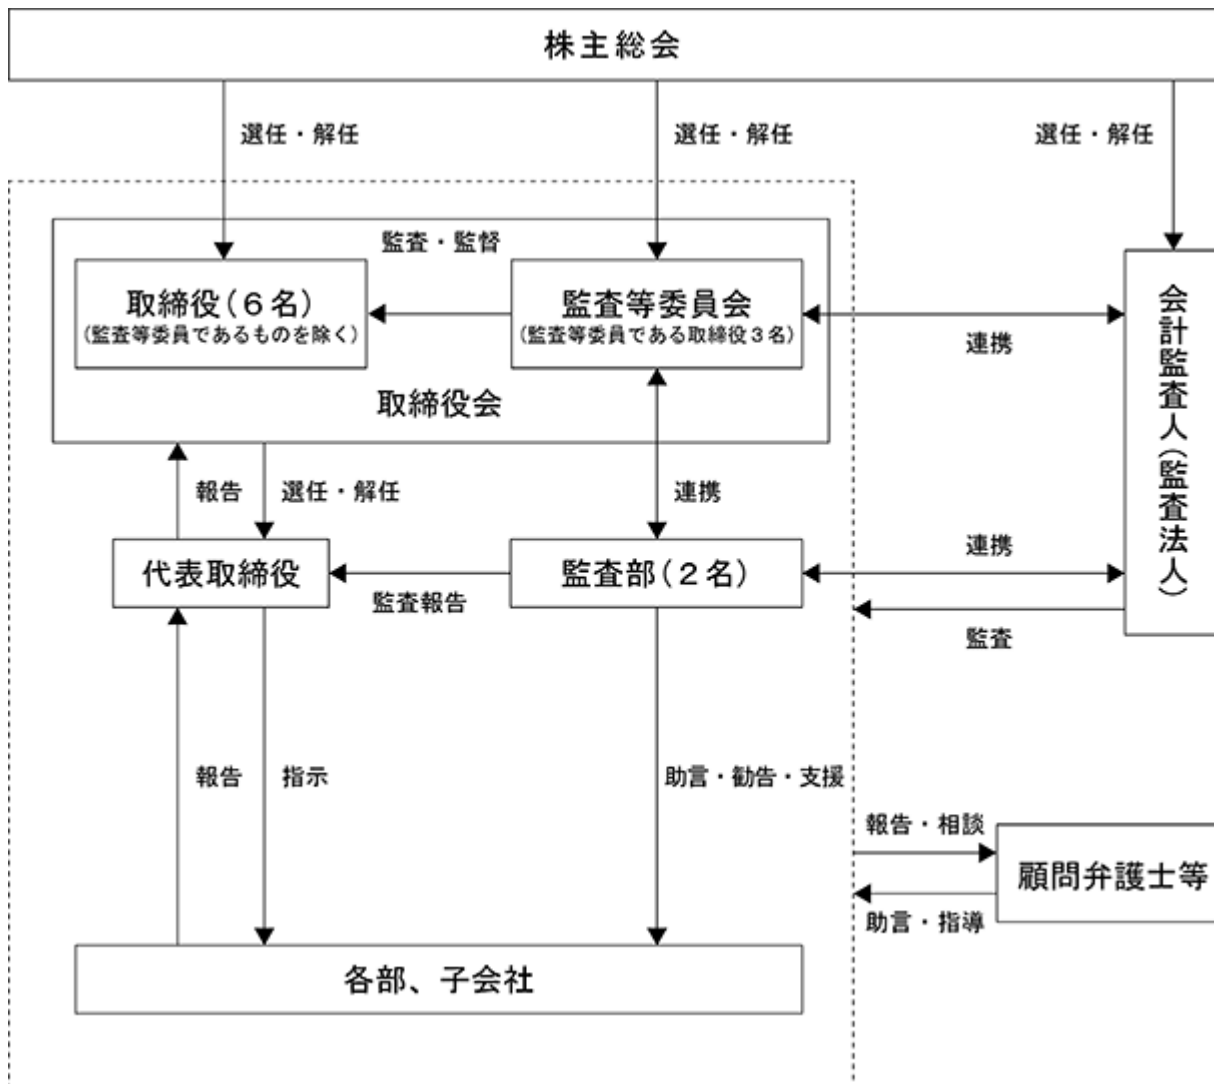 株主総会
選任・解任
選任・解任
選任・解任
監査・監督
取締役(６名)
(監査等委員であるものを除く)
監査等委員会
(監査等委員である取締役３名)
連携
会計監査人(監査法人)
取締役会
報告
選任・解任
連携
代表取締役
監査報告
監査部(２名)
連携
監査
報告
指示
助言・勧告・支援
報告・相談
顧問弁護士等
助言・指導
各部、子会社